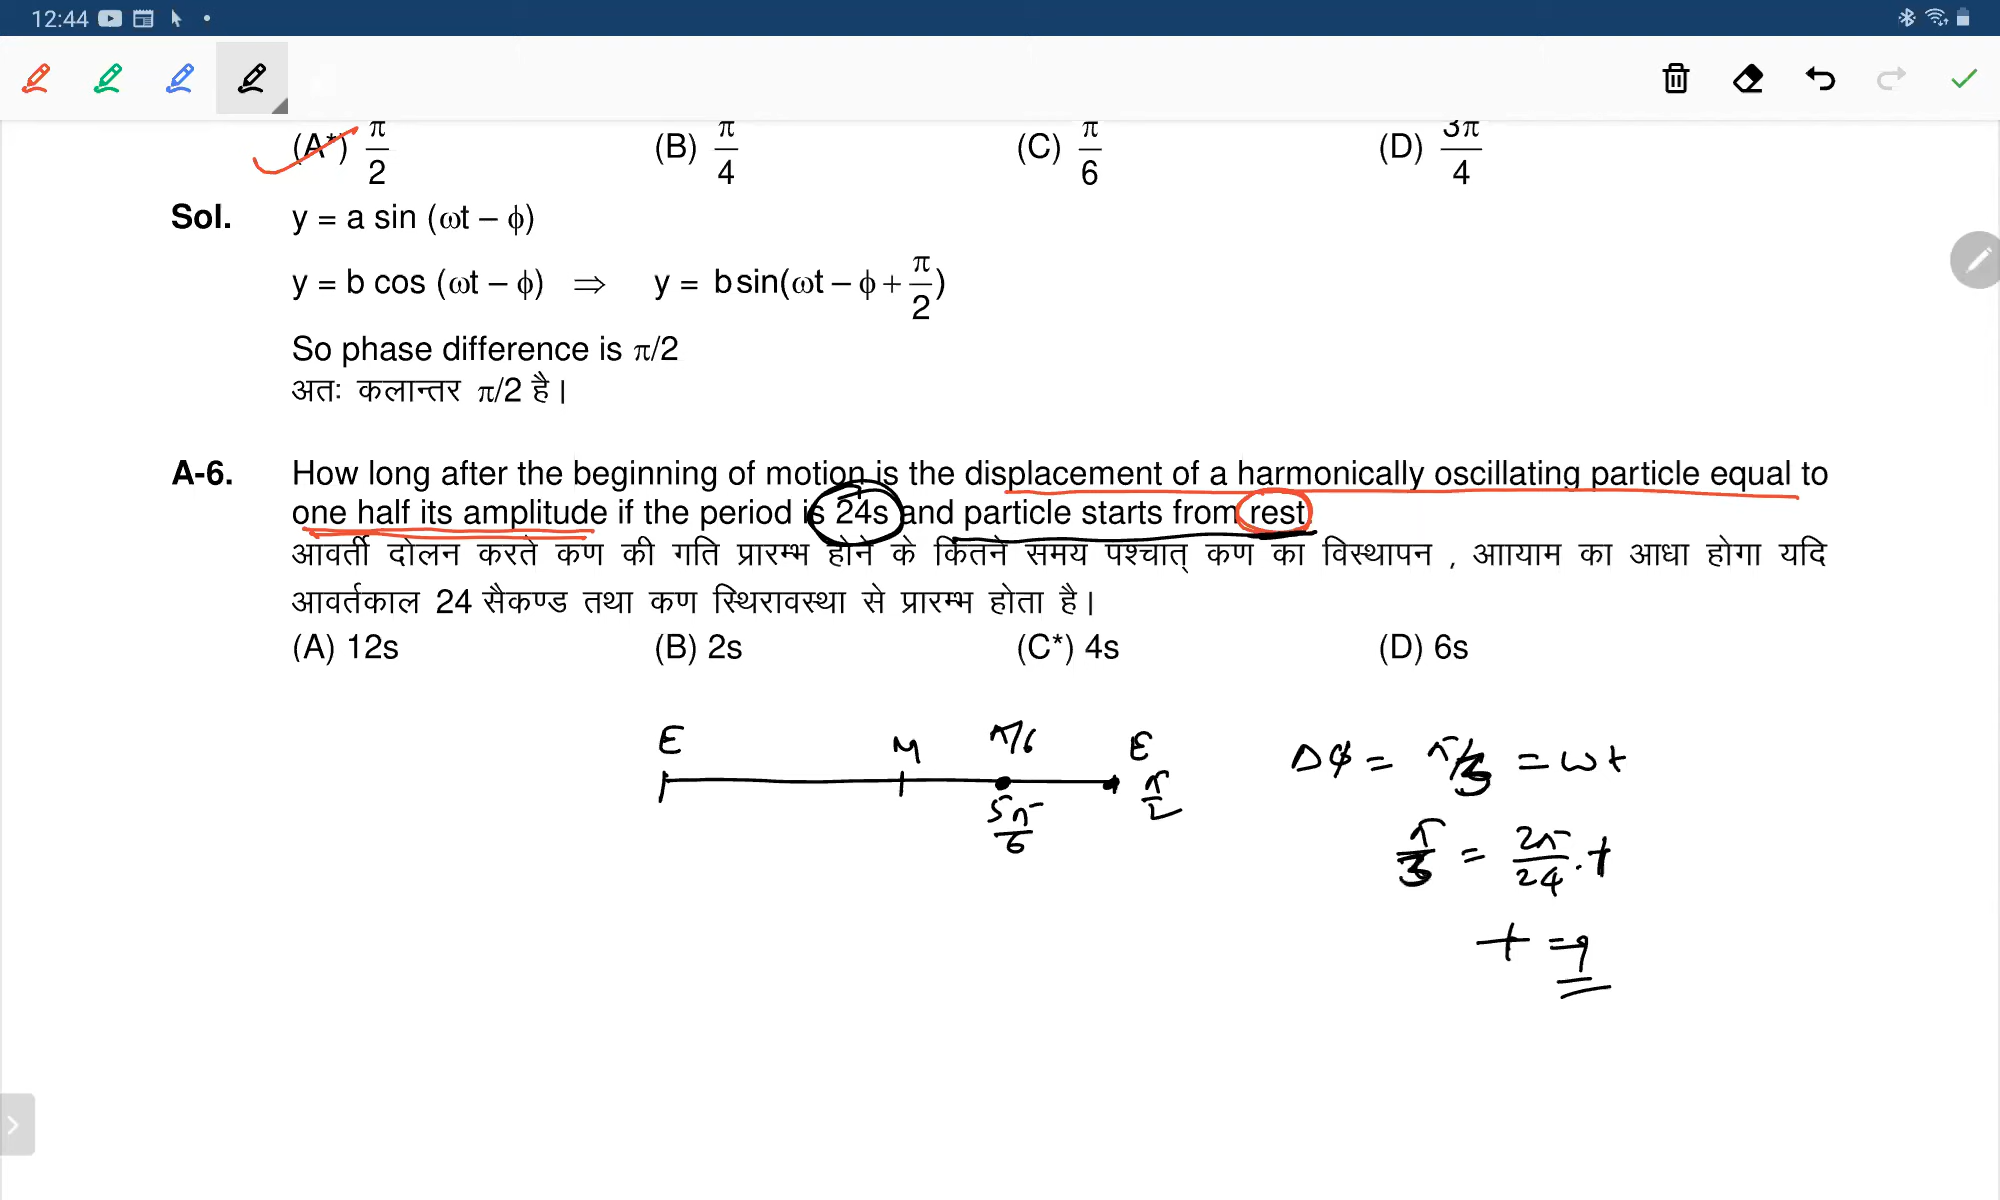 12:44
(A*) π/2 (B) π/4 (C) π/6 (D) 3π/4
Sol. y = a sin (ωt – ϕ)
y = b cos (ωt – ϕ) ⇒ y = b sin(ωt – ϕ + π/2)
So phase difference is π/2
अतः कलान्तर π/2 है।
A-6. How long after the beginning of motion is the displacement of a harmonically oscillating particle equal to
one half its amplitude if the period is 24s and particle starts from rest.
आवर्ती दोलन करते कण की गति प्रारम्भ होने के कितने समय पश्चात् कण का विस्थापन , आायाम का आधा होगा यदि
आवर्तकाल 24 सैकण्ड तथा कण स्थिरावस्था से प्रारम्भ होता है।
(A) 12s (B) 2s (C*) 4s (D) 6s
E M π/6 E π/2
5π/6
Δϕ = π/3 = ωt
π/3 = 2π/24 . t
t =